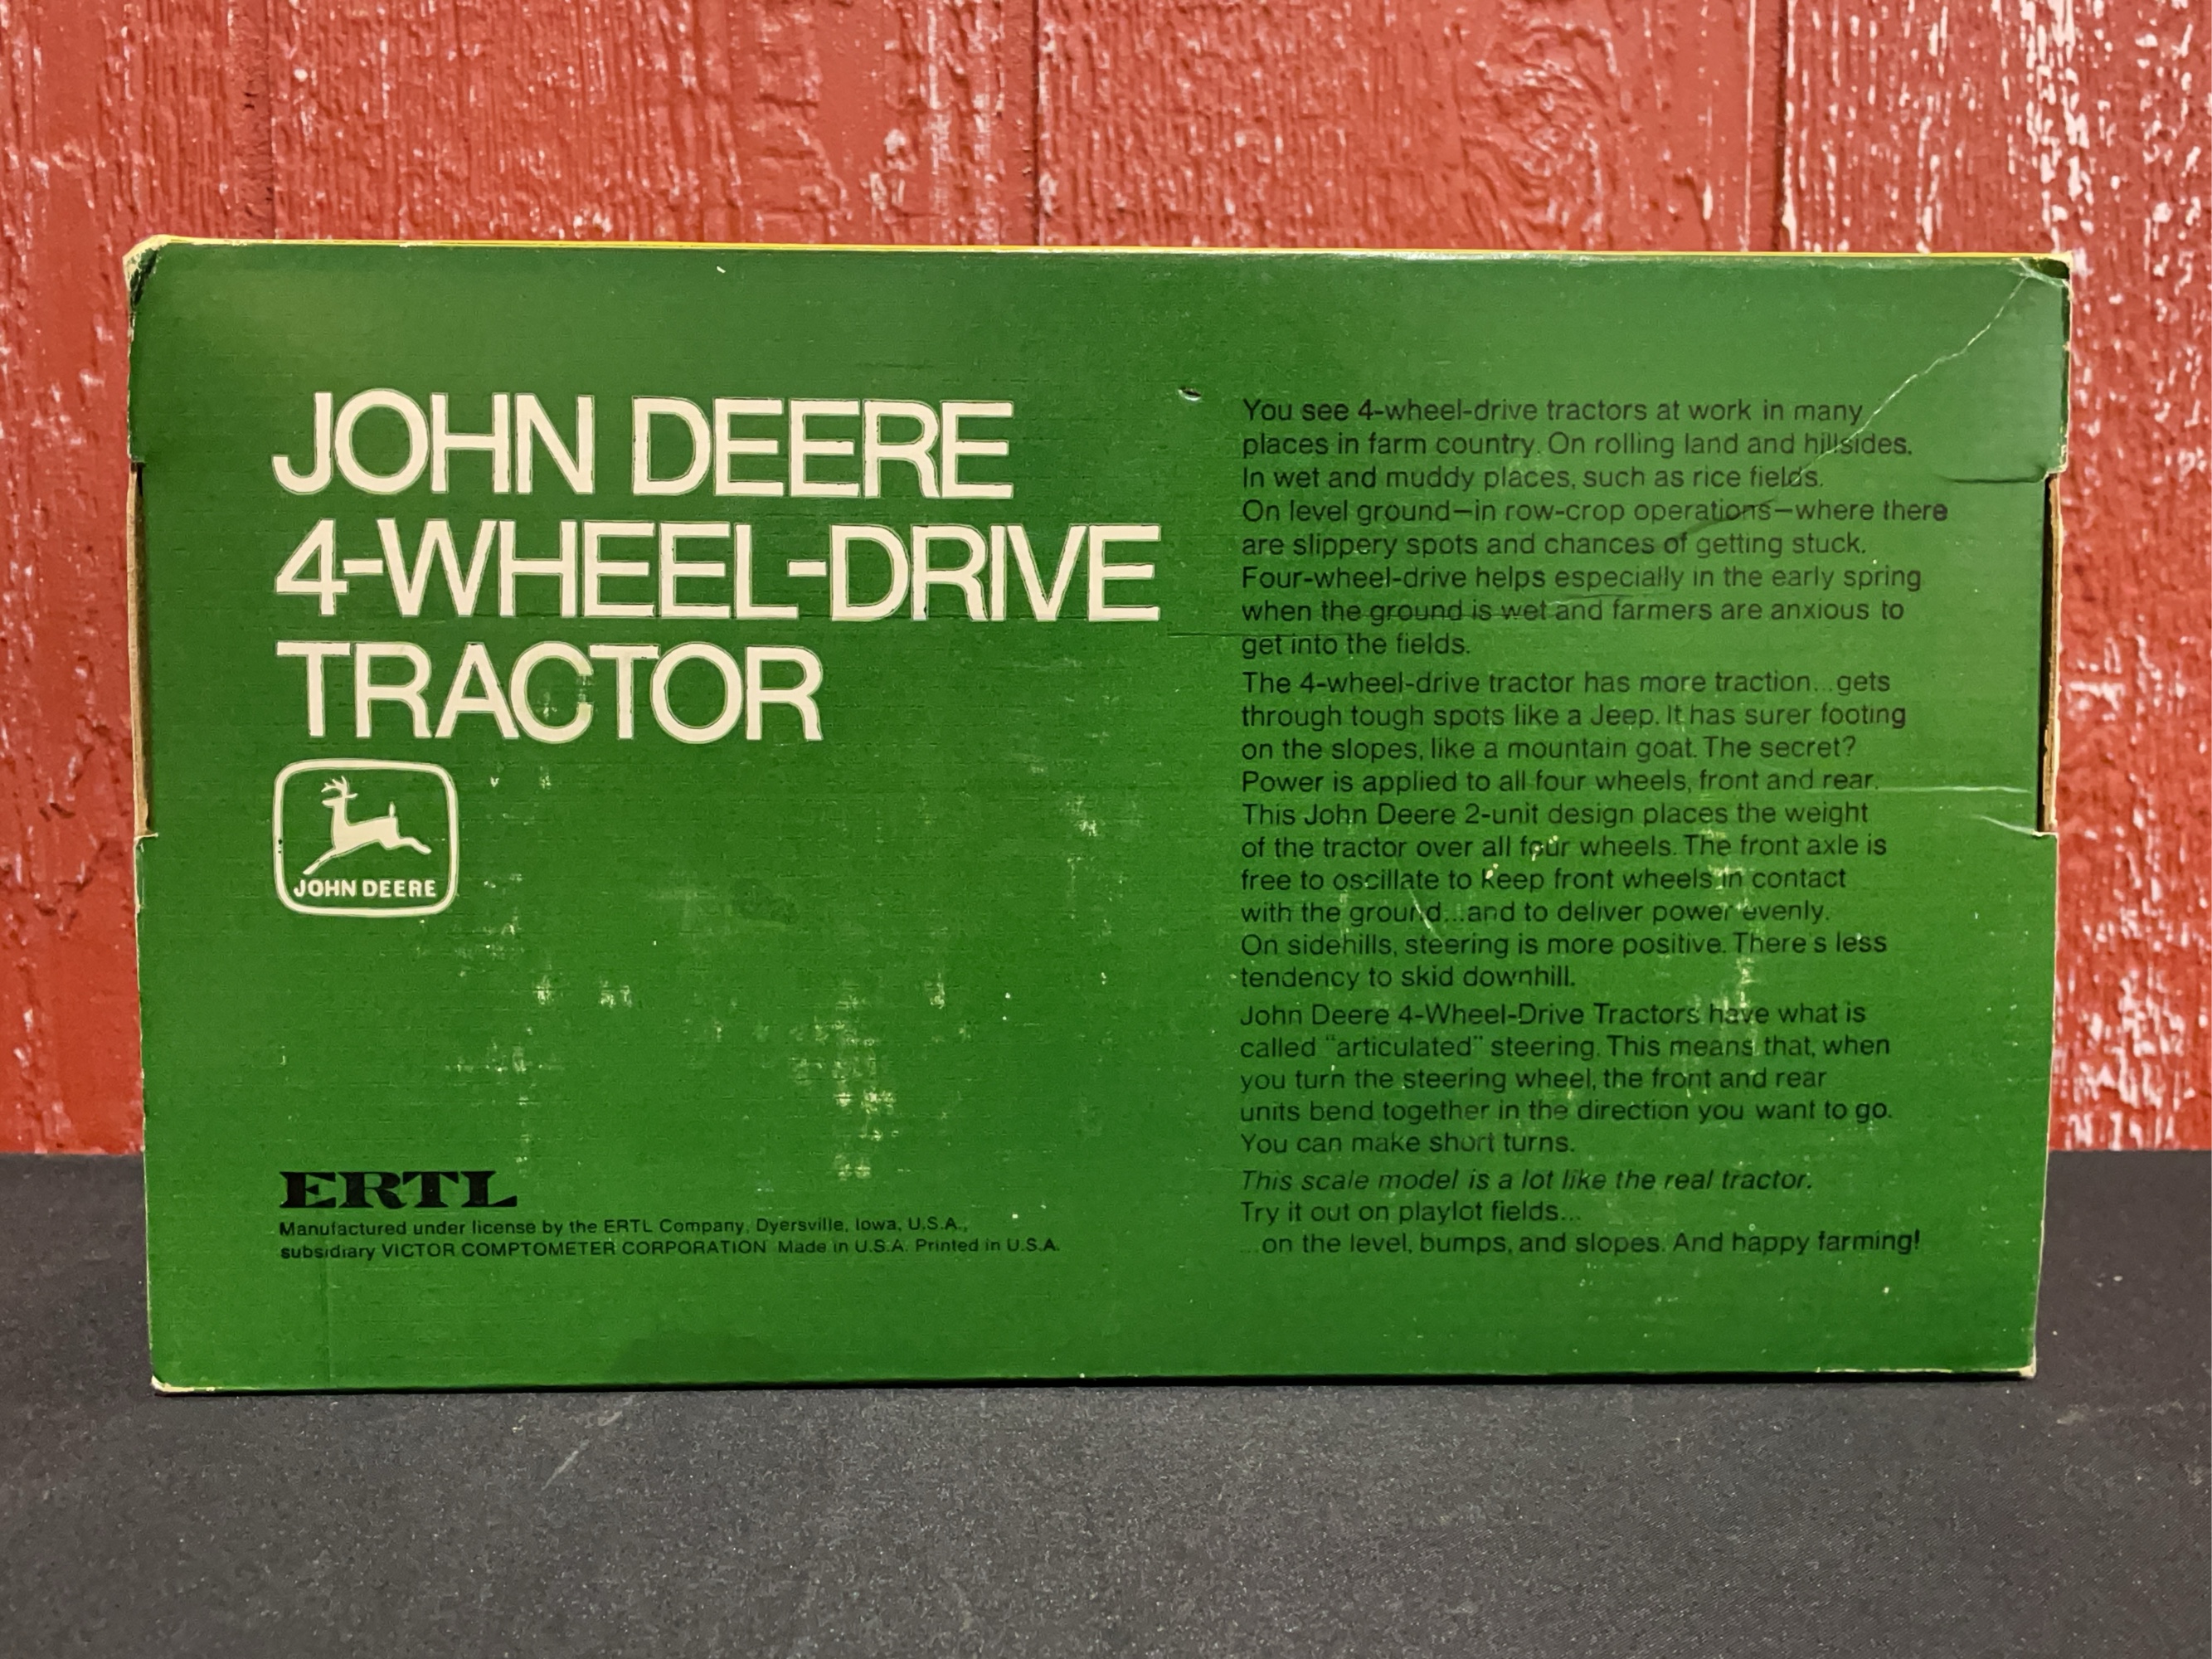 JOHN DEERE
4-WHEEL-DRIVE
TRACTOR
JOHN DEERE
ERTL
Manufactured under license by the ERTL Company, Dyersville, Iowa, U.S.A.,
subsidiary VICTOR COMPTOMETER CORPORATION Made in U.S.A. Printed in U.S.A.
You see 4-wheel-drive tractors at work in many
places in farm country. On rolling land and hillsides.
In wet and muddy places, such as rice fields.
On level ground—in row-crop operations—where there
are slippery spots and chances of getting stuck.
Four-wheel-drive helps especially in the early spring
when the ground is wet and farmers are anxious to
get into the fields.
The 4-wheel-drive tractor has more traction...gets
through tough spots like a Jeep. It has surer footing
on the slopes, like a mountain goat. The secret?
Power is applied to all four wheels, front and rear.
This John Deere 2-unit design places the weight
of the tractor over all four wheels. The front axle is
free to oscillate to keep front wheels in contact
with the ground...and to deliver power evenly.
On sidehills, steering is more positive. There's less
tendency to skid downhill.
John Deere 4-Wheel-Drive Tractors have what is
called "articulated" steering. This means that, when
you turn the steering wheel, the front and rear
units bend together in the direction you want to go.
You can make short turns.
This scale model is a lot like the real tractor.
Try it out on playlot fields...
...on the level, bumps, and slopes. And happy farming!